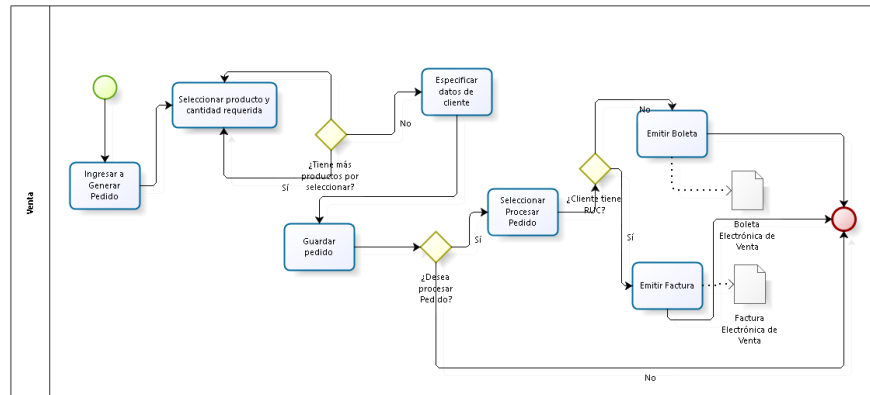 Venta
Ingresar a
Generar
Pedido
Seleccionar producto y
cantidad requerida
¿Tiene más
productos por
seleccionar?
Sí
No
Especificar
datos de
cliente
Guardar
pedido
¿Desea
procesar
Pedido?
Sí
No
Seleccionar
Procesar
Pedido
¿Cliente tiene
RUC?
No
Sí
Emitir Boleta
Boleta
Electrónica de
Venta
Emitir Factura
Factura
Electrónica de
Venta